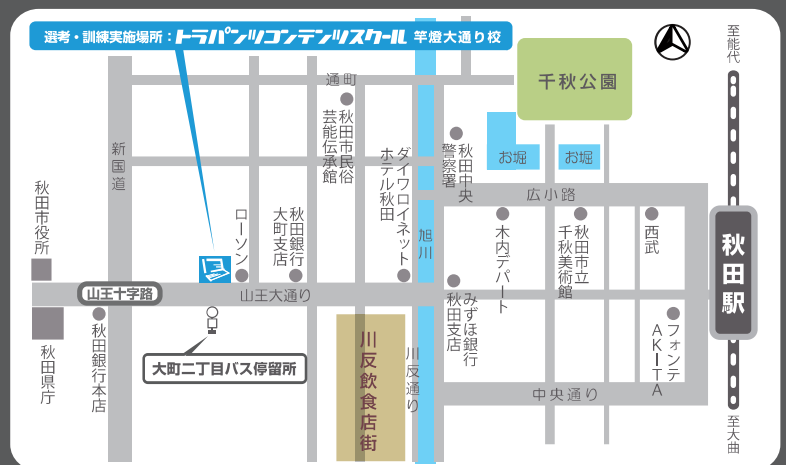 選考・訓練実施場所：トラパンツコンテンツスクール 竿燈大通り校
至能代
通町
千秋公園
新国道
秋田市民俗
芸能伝承館
ダイワロイネット
ホテル秋田
秋田中央
警察署
お堀
お堀
広小路
秋田市役所
ローソン
秋田銀行
大町支店
旭川
木内デパート
秋田市立
千秋美術館
西武
秋田駅
山王十字路
山王大通り
みずほ銀行
秋田支店
フォンテ
AKITA
秋田県庁
秋田銀行本店
大町二丁目バス停留所
川反飲食店街
川反通り
中央通り
至大曲